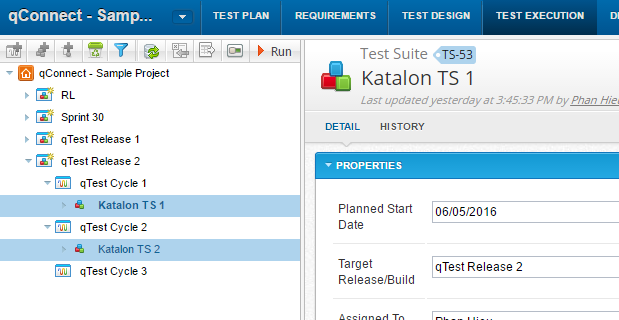 qConnect - Samp...
TEST PLAN
REQUIREMENTS
TEST DESIGN
TEST EXECUTION
Run
qConnect - Sample Project
RL
Sprint 30
qTest Release 1
qTest Release 2
qTest Cycle 1
Katalon TS 1
qTest Cycle 2
Katalon TS 2
qTest Cycle 3
Test Suite TS-53
Katalon TS 1
Last updated yesterday at 3:45:33 PM by Phan Hieu
DETAIL HISTORY
PROPERTIES
Planned Start
Date
06/05/2016
Target
Release/Build
qTest Release 2
Assigned To
Phan Hieu